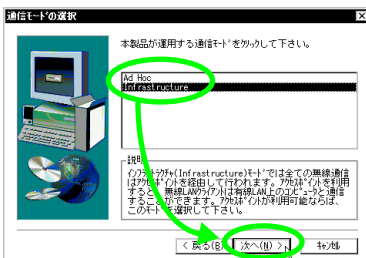 通信ﾓｰﾄﾞの選択
本製品が運用する通信ﾓｰﾄﾞをｸﾘｯｸして下さい。
Ad Hoc
Infrastructure
説明
ｲﾝﾌﾗｽﾄﾗｸﾁｬ(Infrastructure)ﾓｰﾄﾞでは全ての無線通信
はｱｸｾｽﾎﾟｲﾝﾄを経由して行われます。ｱｸｾｽﾎﾟｲﾝﾄを利用
すると、無線LANｸﾗｲｱﾝﾄは有線LAN上のｺﾝﾋﾟｭｰﾀと通信
することができます。ｱｸｾｽﾎﾟｲﾝﾄが利用可能ならば、
このﾓｰﾄﾞを選択して下さい。
< 戻る(B) 次へ(N) > ｷｬﾝｾﾙ